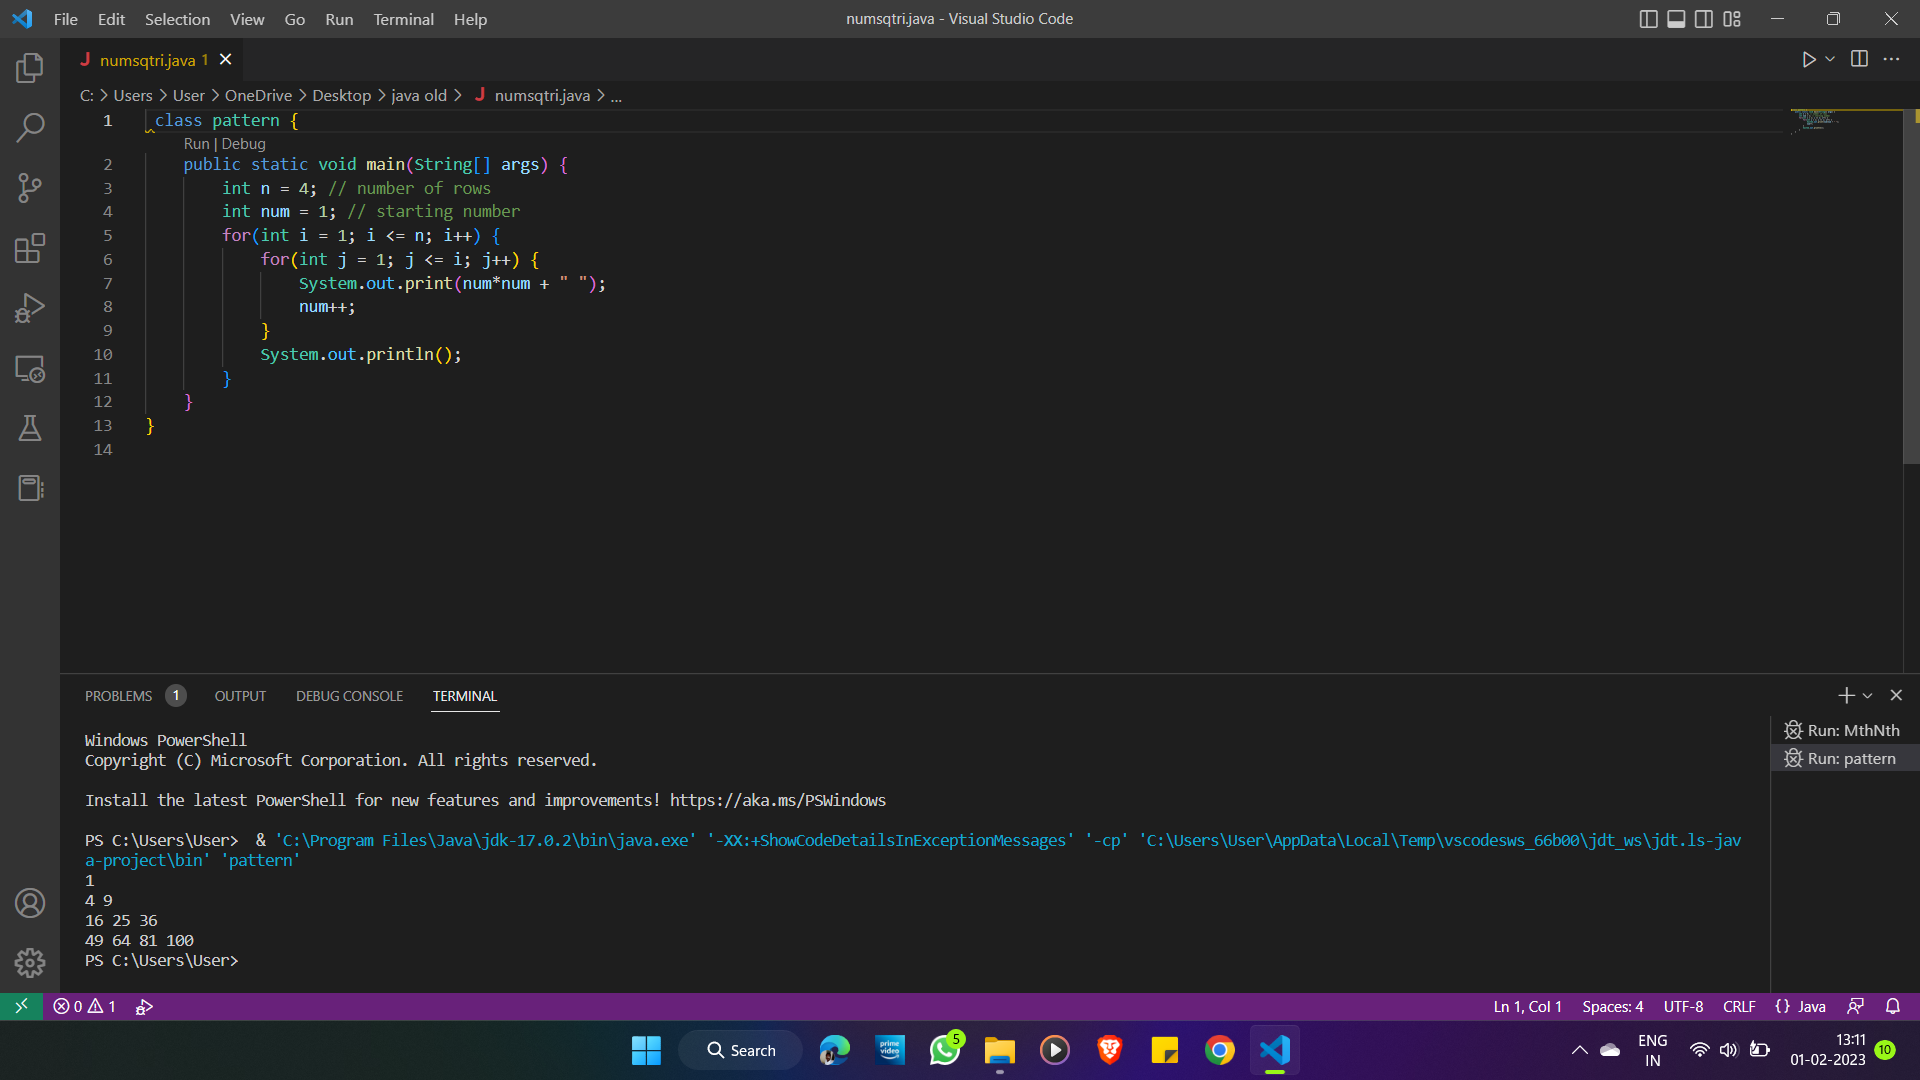 File Edit Selection View Go Run Terminal Help
numsqtri.java - Visual Studio Code
J numsqtri.java 1
C: > Users > User > OneDrive > Desktop > java old > J numsqtri.java > ...
1 class pattern {
Run | Debug
2 public static void main(String[] args) {
3 int n = 4; // number of rows
4 int num = 1; // starting number
5 for(int i = 1; i <= n; i++) {
6 for(int j = 1; j <= i; j++) {
7 System.out.print(num*num + " ");
8 num++;
9 }
10 System.out.println();
11 }
12 }
13 }
14
PROBLEMS 1 OUTPUT DEBUG CONSOLE TERMINAL
Windows PowerShell
Copyright (C) Microsoft Corporation. All rights reserved.
Install the latest PowerShell for new features and improvements! https://aka.ms/PSWindows
PS C:\Users\User>  & 'C:\Program Files\Java\jdk-17.0.2\bin\java.exe' '-XX:+ShowCodeDetailsInExceptionMessages' '-cp' 'C:\Users\User\AppData\Local\Temp\vscodesws_66b00\jdt_ws\jdt.ls-jav
a-project\bin' 'pattern'
1
4 9
16 25 36
49 64 81 100
PS C:\Users\User>
Run: MthNth
Run: pattern
0 1
Ln 1, Col 1 Spaces: 4 UTF-8 CRLF {} Java
Search
prime video
5
ENG
IN
13:11
01-02-2023
10